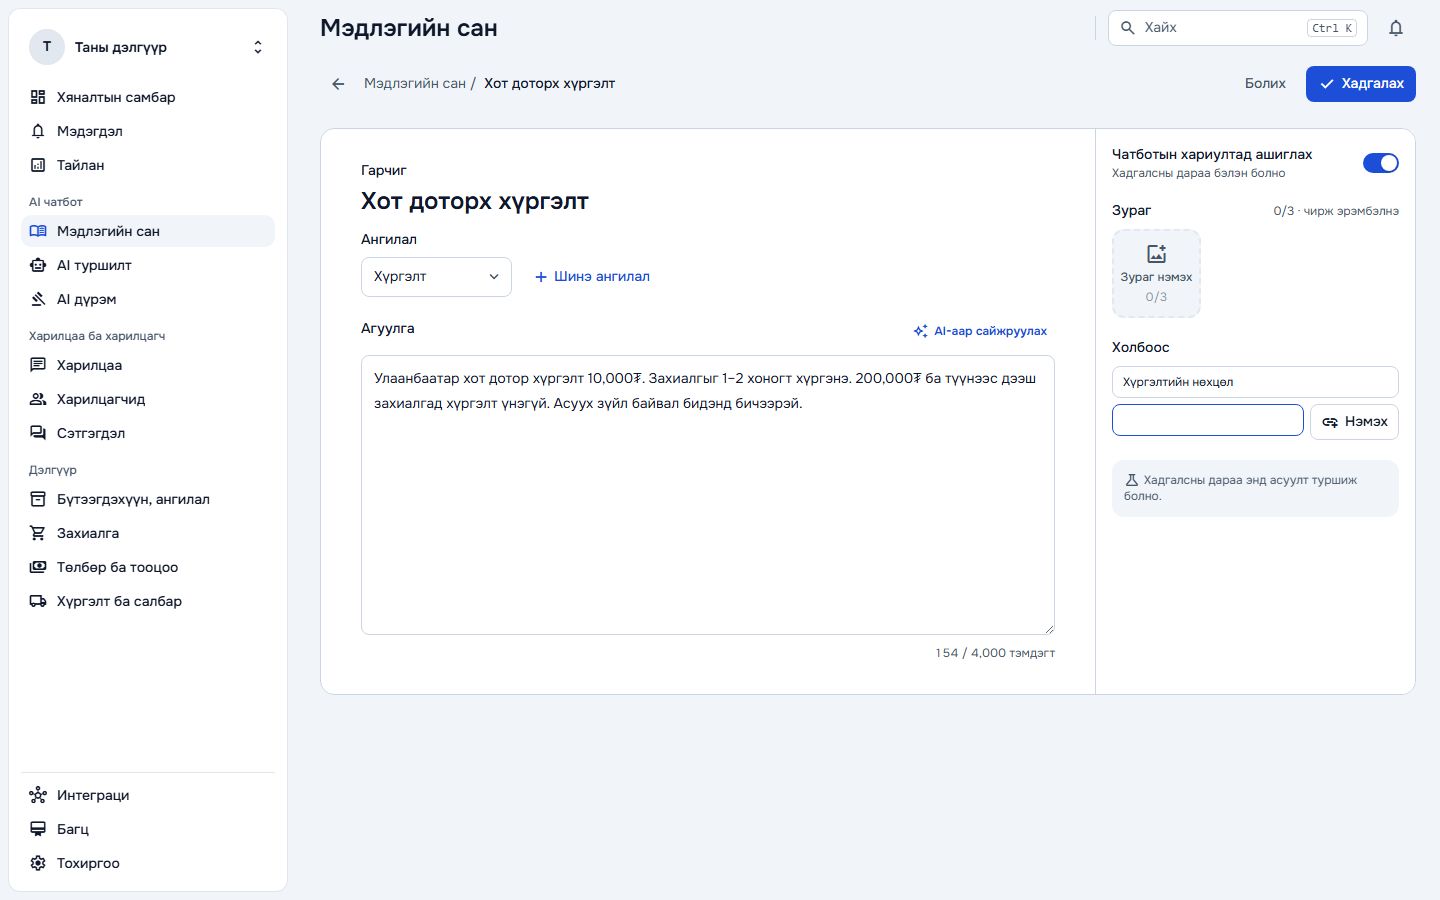 Т
Таны дэлгүүр
Хяналтын самбар
Мэдэгдэл
Тайлан
AI чатбот
Мэдлэгийн сан
AI туршилт
AI дүрэм
Харилцаа ба харилцагч
Харилцаа
Харилцагчид
Сэтгэгдэл
Дэлгүүр
Бүтээгдэхүүн, ангилал
Захиалга
Төлбөр ба тооцоо
Хүргэлт ба салбар
Интеграци
Багц
Тохиргоо
Мэдлэгийн сан
Хайх
Ctrl K
Мэдлэгийн сан / Хот доторх хүргэлт
Болих
Хадгалах
Гарчиг
Хот доторх хүргэлт
Ангилал
Хүргэлт
Шинэ ангилал
Агуулга
AI-аар сайжруулах
Улаанбаатар хот дотор хүргэлт 10,000₮. Захиалгыг 1–2 хоногт хүргэнэ. 200,000₮ ба түүнээс дээш
захиалгад хүргэлт үнэгүй. Асуух зүйл байвал бидэнд бичээрэй.
154 / 4,000 тэмдэгт
Чатботын хариултад ашиглах
Хадгалсны дараа бэлэн болно
Зураг
0/3 · чирж эрэмбэлнэ
Зураг нэмэх
0/3
Холбоос
Хүргэлтийн нөхцөл
Нэмэх
Хадгалсны дараа энд асуулт туршиж
болно.